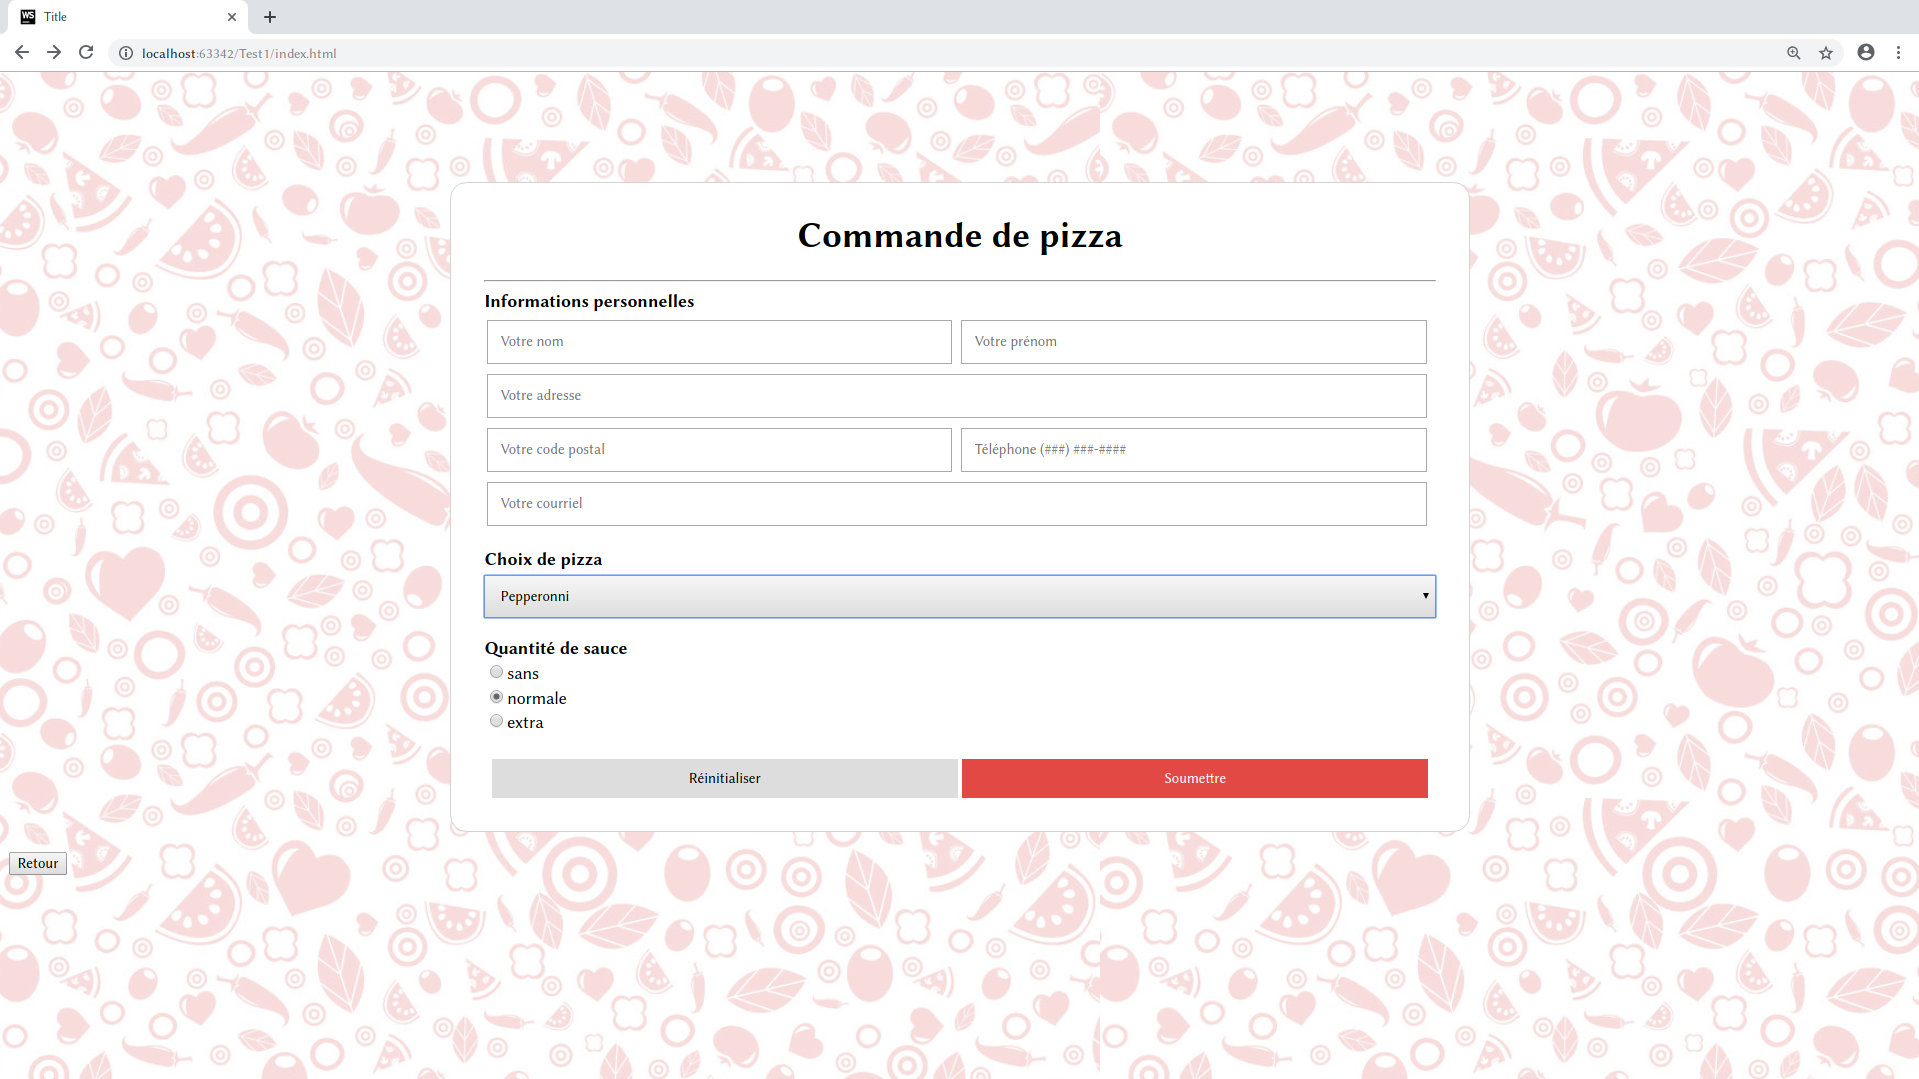 WS Title
localhost:63342/Test1/index.html
Commande de pizza
Informations personnelles
Votre nom Votre prénom
Votre adresse
Votre code postal Téléphone (###) ###-####
Votre courriel
Choix de pizza
Pepperonni
Quantité de sauce
sans
normale
extra
Réinitialiser Soumettre
Retour